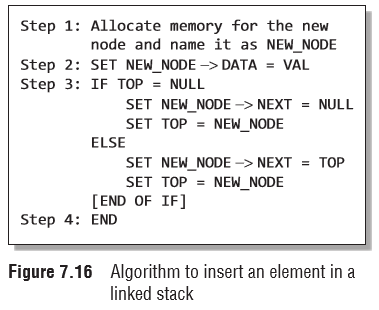 Step 1: Allocate memory for the new
node and name it as NEW_NODE
Step 2: SET NEW_NODE -> DATA = VAL
Step 3: IF TOP = NULL
SET NEW_NODE -> NEXT = NULL
SET TOP = NEW_NODE
ELSE
SET NEW_NODE -> NEXT = TOP
SET TOP = NEW_NODE
[END OF IF]
Step 4: END
Figure 7.16 Algorithm to insert an element in a
linked stack